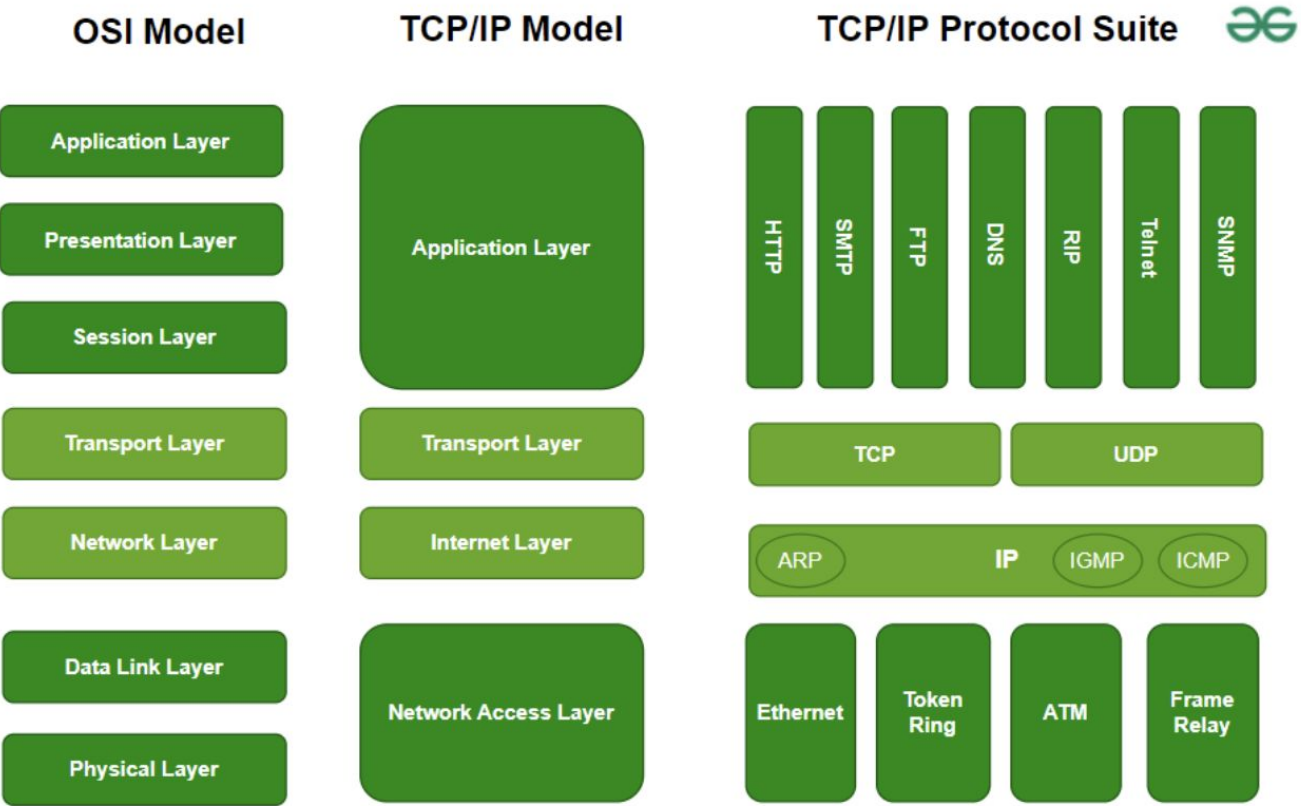 OSI Model
TCP/IP Model
TCP/IP Protocol Suite
Application Layer
Presentation Layer
Session Layer
Transport Layer
Network Layer
Data Link Layer
Physical Layer
Application Layer
Transport Layer
Internet Layer
Network Access Layer
HTTP
SMTP
FTP
DNS
RIP
Telnet
SNMP
TCP
UDP
ARP
IP
IGMP
ICMP
Ethernet
Token
Ring
ATM
Frame
Relay